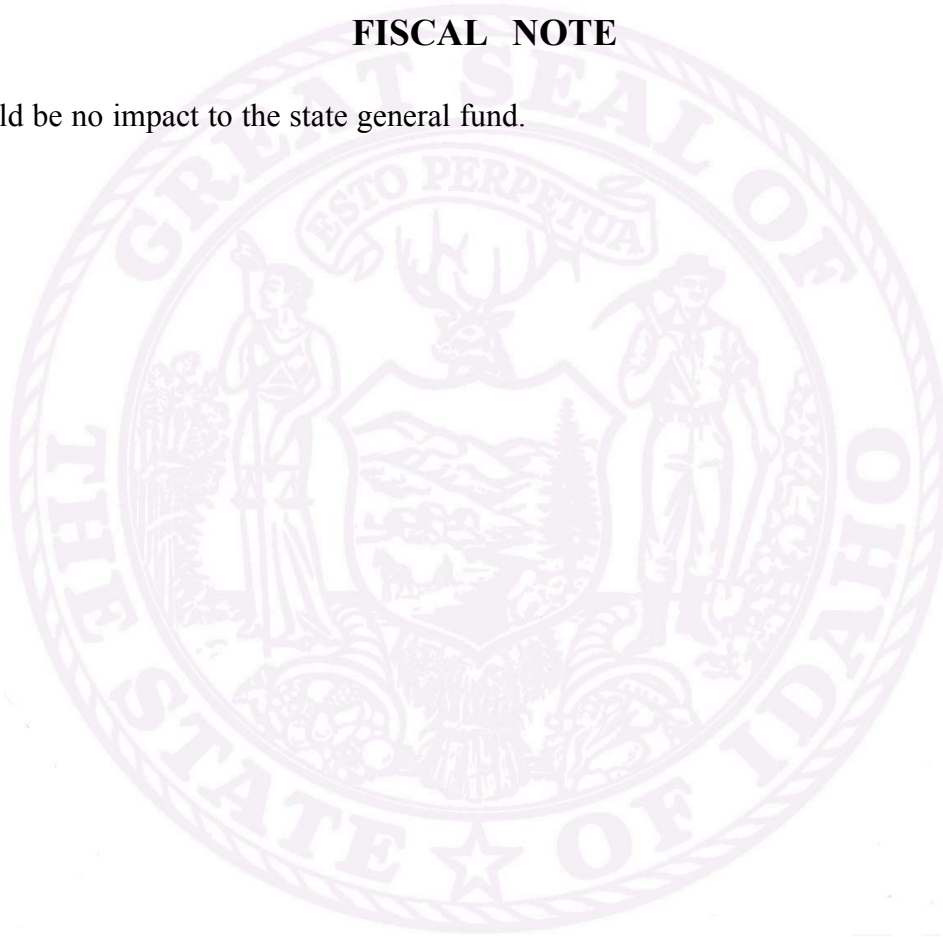 FISCAL NOTE
ld be no impact to the state general fund.
GREAT SEAL OF
ESTO PERPETUA
THE STATE OF IDAHO